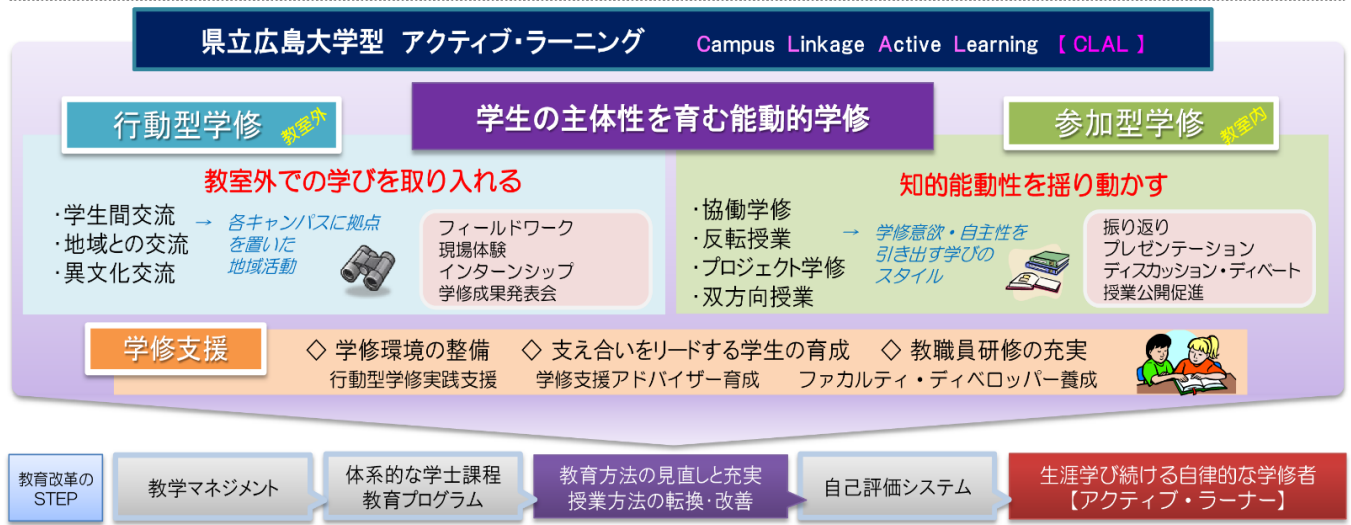 県立広島大学型 アクティブ・ラーニング Campus Linkage Active Learning 【 CLAL 】
学生の主体性を育む能動的学修
行動型学修 教室外
教室外での学びを取り入れる
・学生間交流
・地域との交流
・異文化交流
→ 各キャンパスに拠点
を置いた
地域活動
フィールドワーク
現場体験
インターンシップ
学修成果発表会
参加型学修 教室内
知的能動性を揺り動かす
・協働学修
・反転授業
・プロジェクト学修
・双方向授業
→ 学修意欲・自主性を
引き出す学びの
スタイル
振り返り
プレゼンテーション
ディスカッション・ディベート
授業公開促進
学修支援
◇ 学修環境の整備 ◇ 支え合いをリードする学生の育成 ◇ 教職員研修の充実
行動型学修実践支援 学修支援アドバイザー育成 ファカルティ・ディベロッパー養成
教育改革の
STEP
教学マネジメント
体系的な学士課程
教育プログラム
教育方法の見直しと充実
授業方法の転換・改善
自己評価システム
生涯学び続ける自律的な学修者
【アクティブ・ラーナー】